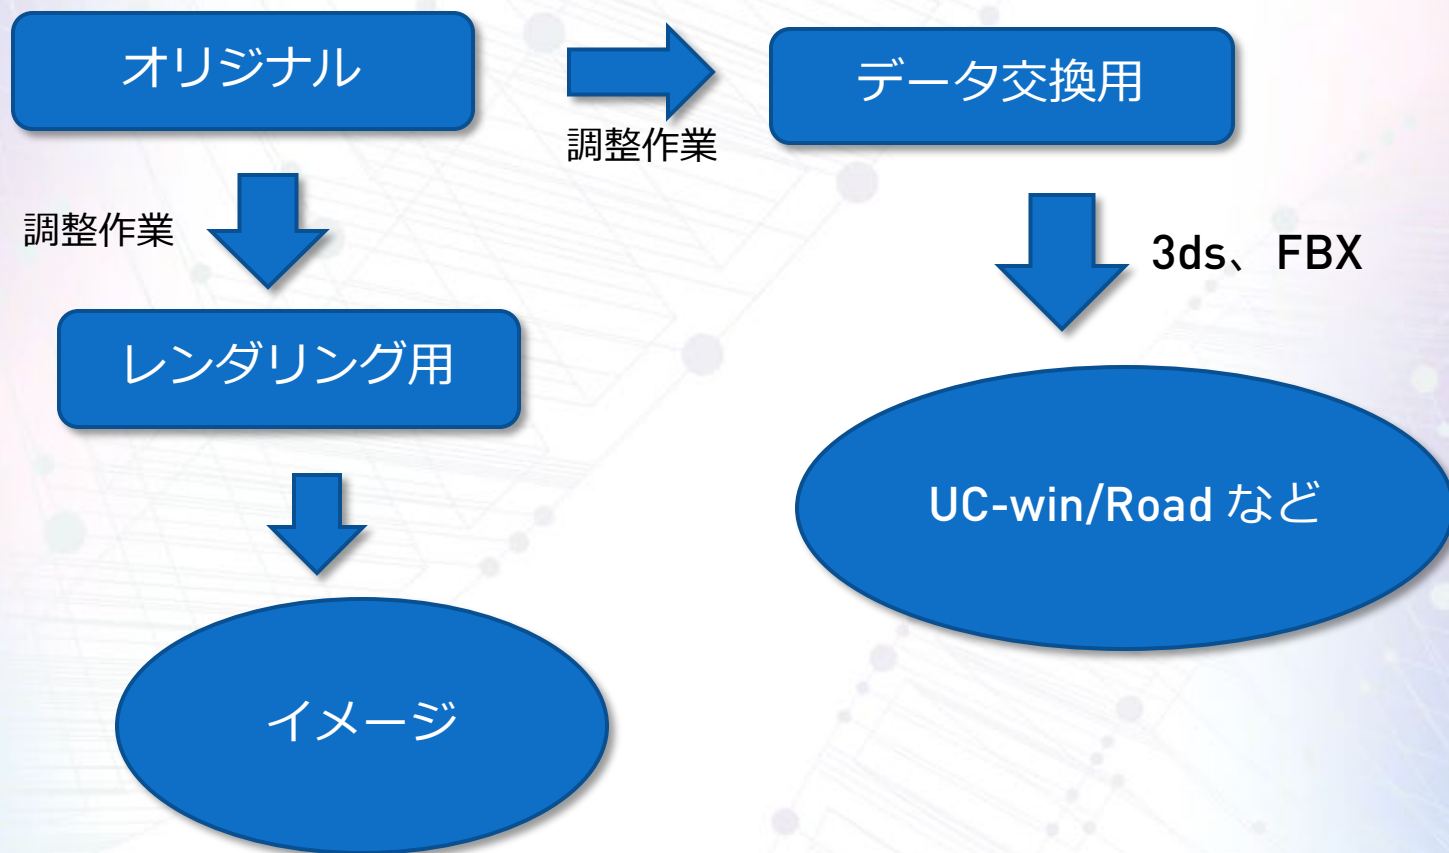 オリジナル
調整作業
データ交換用
調整作業
3ds、FBX
レンダリング用
UC-win/Road など
イメージ